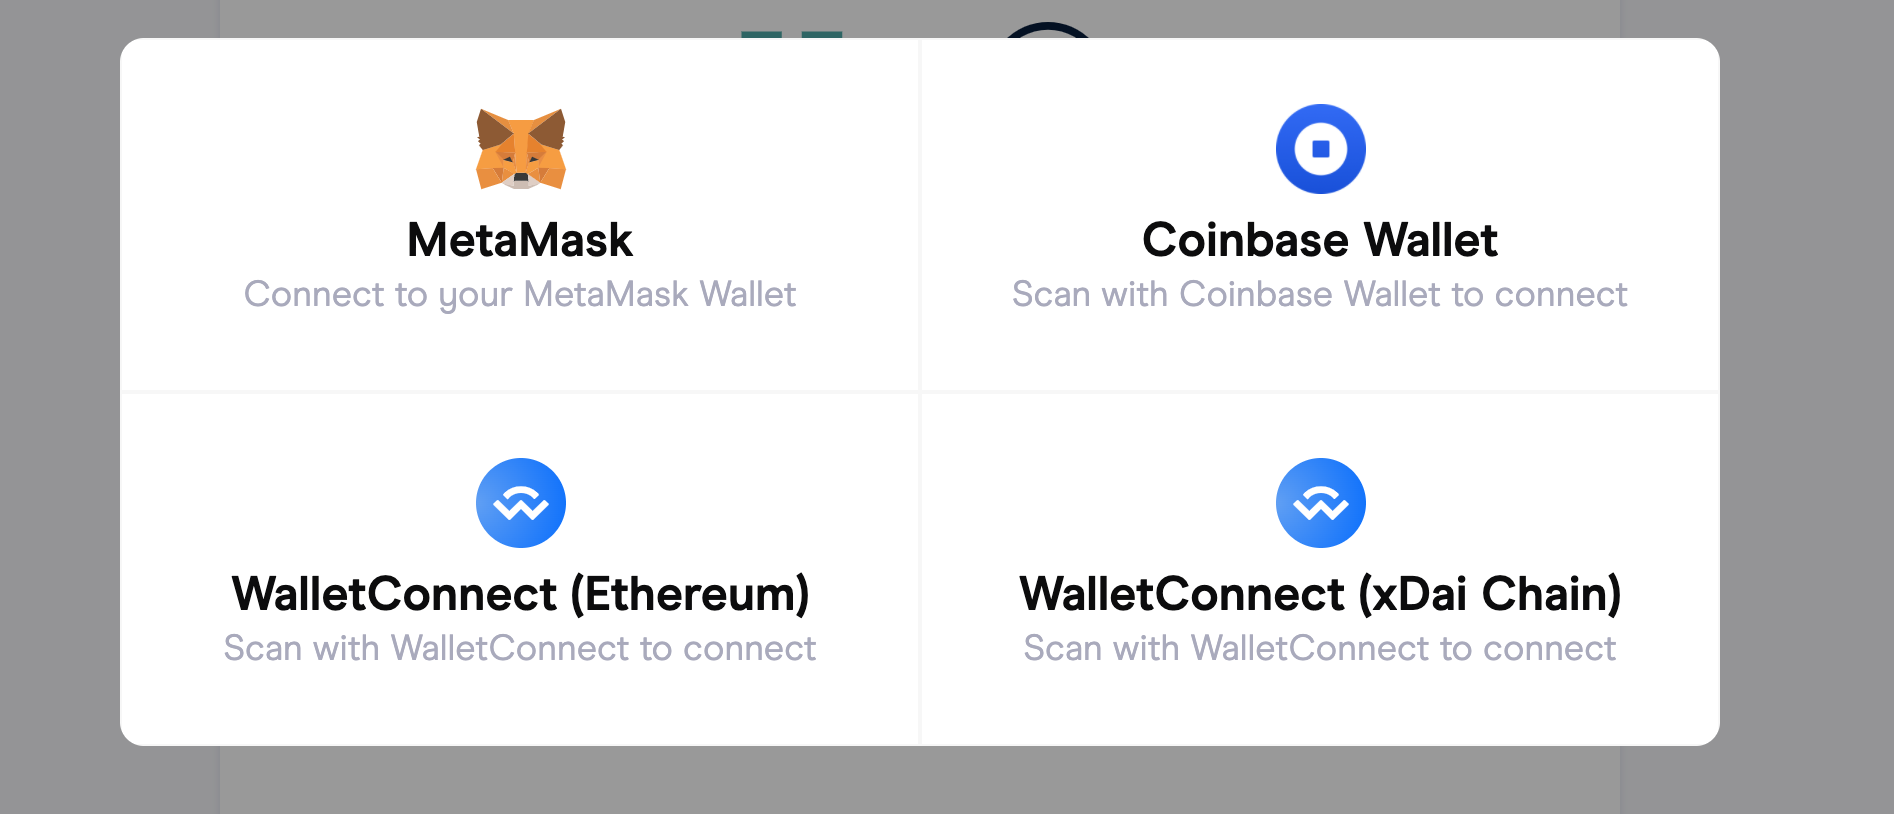 MetaMask
Connect to your MetaMask Wallet
Coinbase Wallet
Scan with Coinbase Wallet to connect
WalletConnect (Ethereum)
Scan with WalletConnect to connect
WalletConnect (xDai Chain)
Scan with WalletConnect to connect